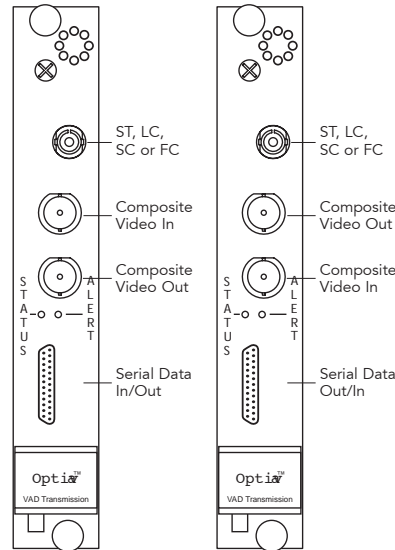 ST, LC,
SC or FC
Composite
Video In
Composite
Video Out
STATUS
ALERT
Serial Data
In/Out
Optiva™
VAD Transmission
ST, LC,
SC or FC
Composite
Video Out
Composite
Video In
STATUS
ALERT
Serial Data
Out/In
Optiva™
VAD Transmission